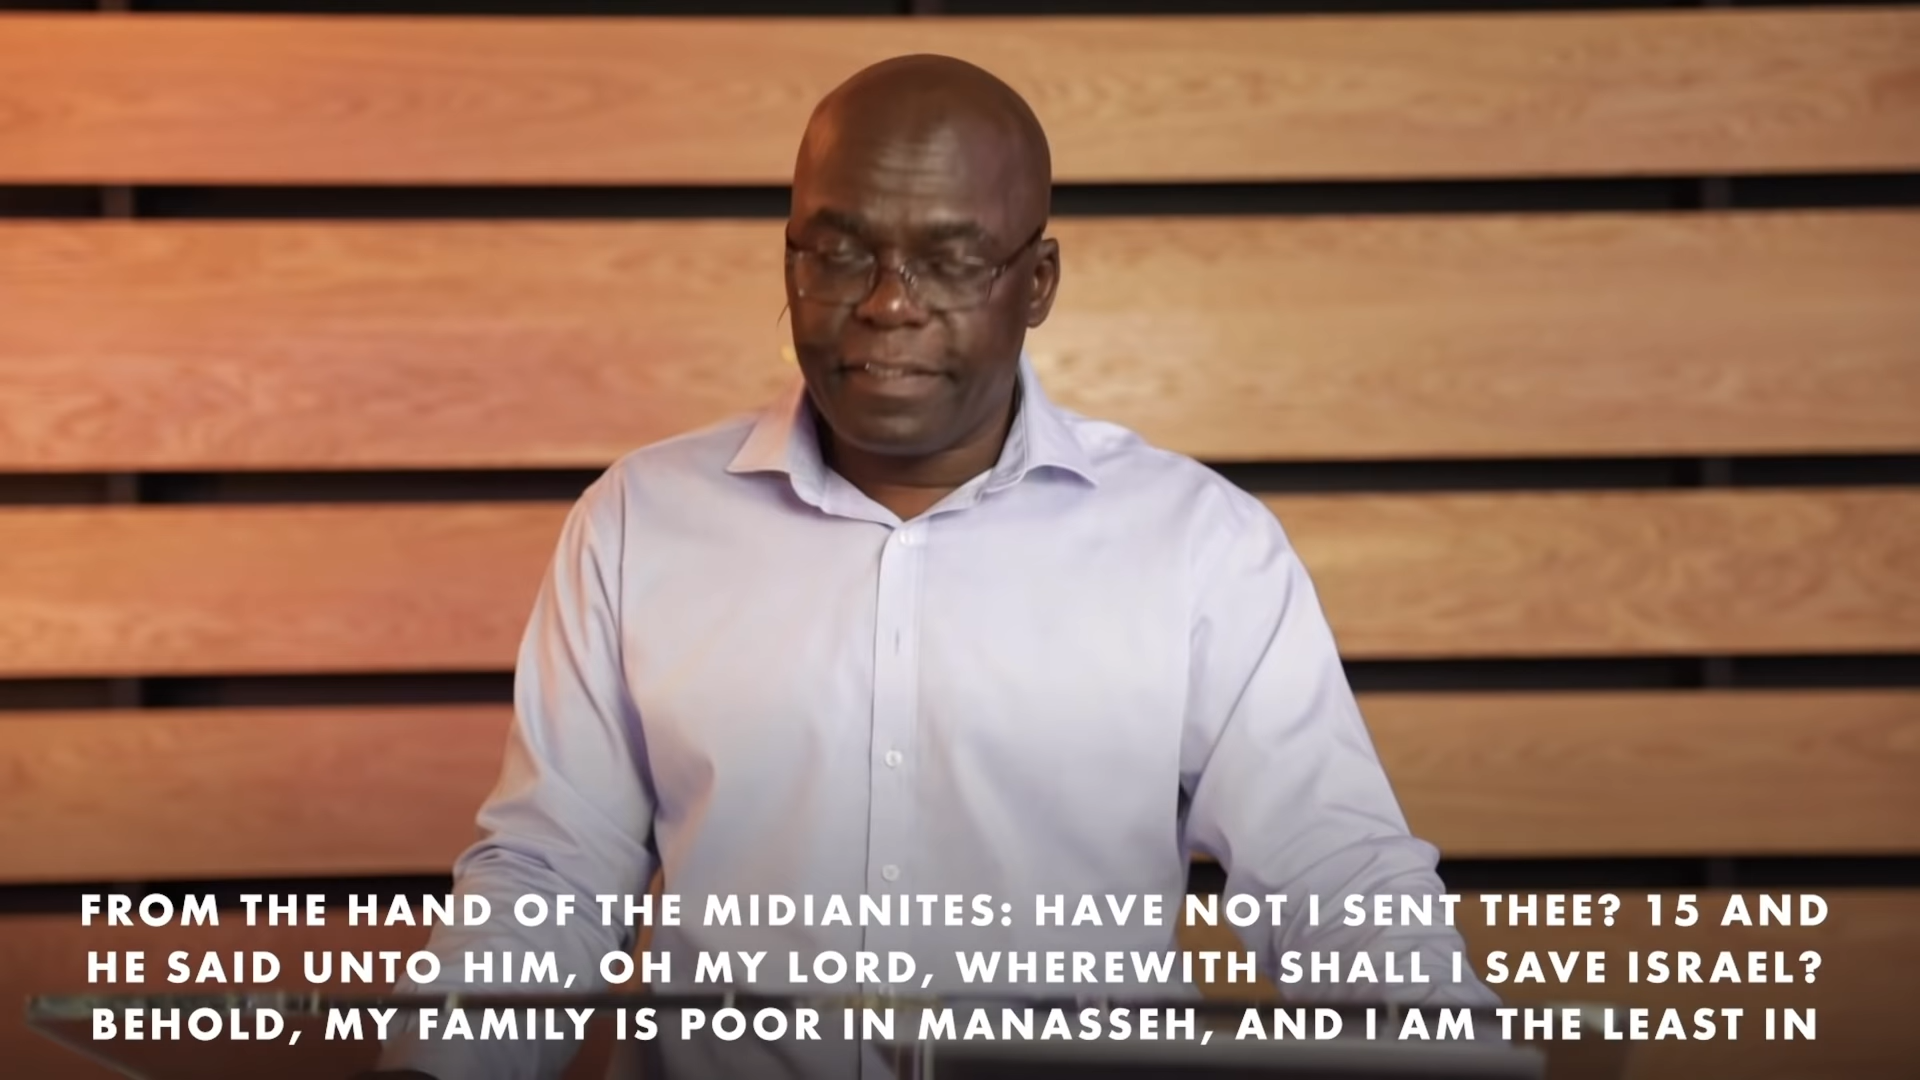 FROM THE HAND OF THE MIDIANITES: HAVE NOT I SENT THEE? 15 AND
HE SAID UNTO HIM, OH MY LORD, WHEREWITH SHALL I SAVE ISRAEL?
BEHOLD, MY FAMILY IS POOR IN MANASSEH, AND I AM THE LEAST IN